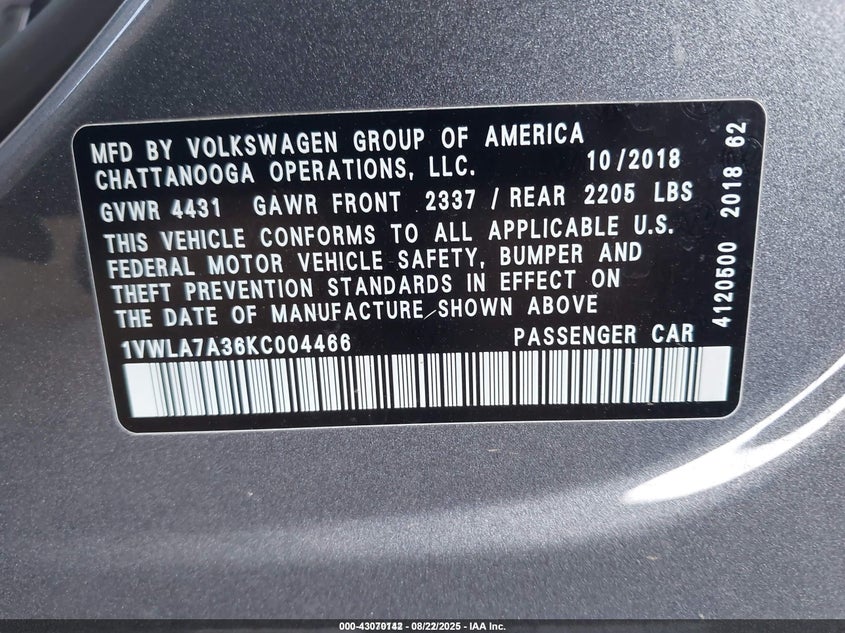 MFD BY VOLKSWAGEN GROUP OF AMERICA
CHATTANOOGA OPERATIONS, LLC. 10/2018
GVWR 4431 GAWR FRONT 2337 / REAR 2205 LBS
THIS VEHICLE CONFORMS TO ALL APPLICABLE U.S.
FEDERAL MOTOR VEHICLE SAFETY, BUMPER AND
THEFT PREVENTION STANDARDS IN EFFECT ON
THE DATE OF MANUFACTURE SHOWN ABOVE
1VWLA7A36KC004466 PASSENGER CAR
4120500 2018 62
08/22/2025 - IAA Inc.